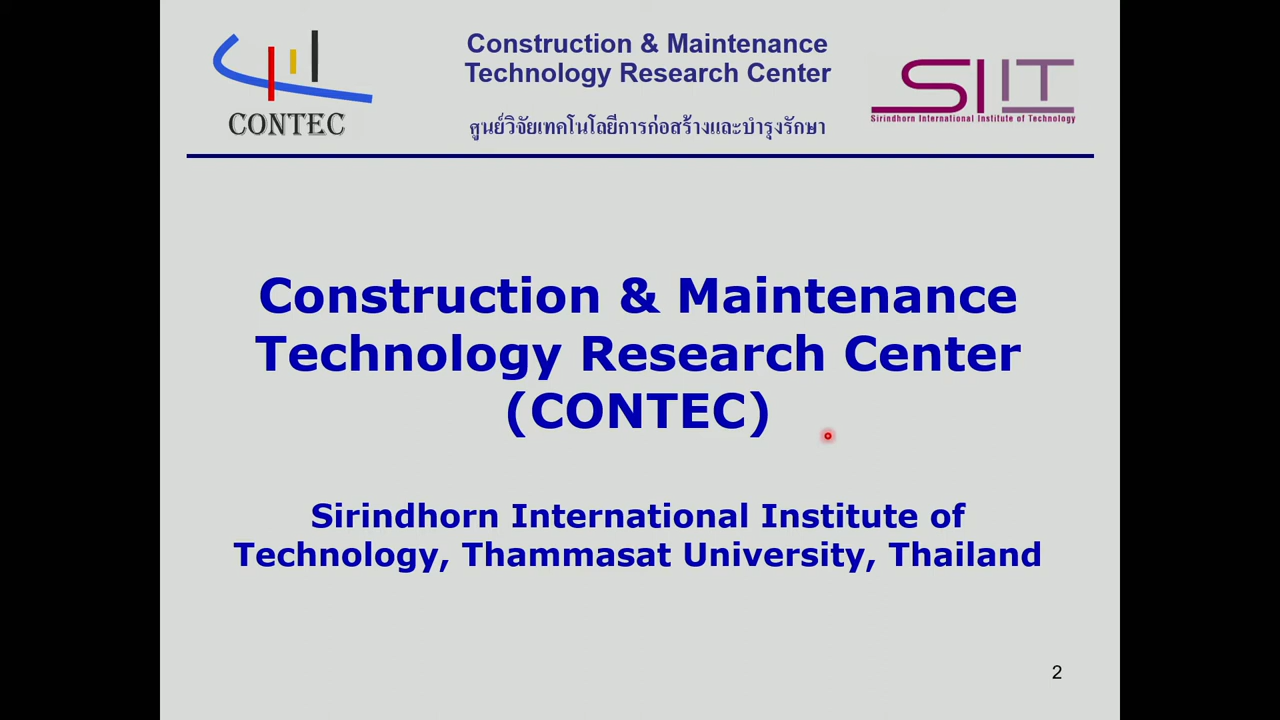 Construction & Maintenance
Technology Research Center
ศูนย์วิจัยเทคโนโลยีการก่อสร้างและบำรุงรักษา
CONTEC
SIIT
Sirindhorn International Institute of Technology
Construction & Maintenance
Technology Research Center
(CONTEC)
Sirindhorn International Institute of
Technology, Thammasat University, Thailand
2